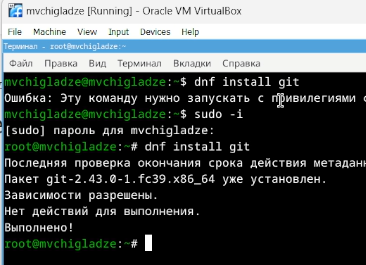 mvchigladze [Running] - Oracle VM VirtualBox
File Machine View Input Devices Help
Терминал - root@mvchigladze:~
Файл Правка Вид Терминал Вкладки Справка
mvchigladze@mvchigladze:~$ dnf install git
Ошибка: Эту команду нужно запускать с привилегиями
mvchigladze@mvchigladze:~$ sudo -i
[sudo] пароль для mvchigladze:
root@mvchigladze:~# dnf install git
Последняя проверка окончания срока действия
Пакет git-2.43.0-1.fc39.x86_64 уже установлен.
Зависимости разрешены.
Нет действий для выполнения.
Выполнено!
root@mvchigladze:~#